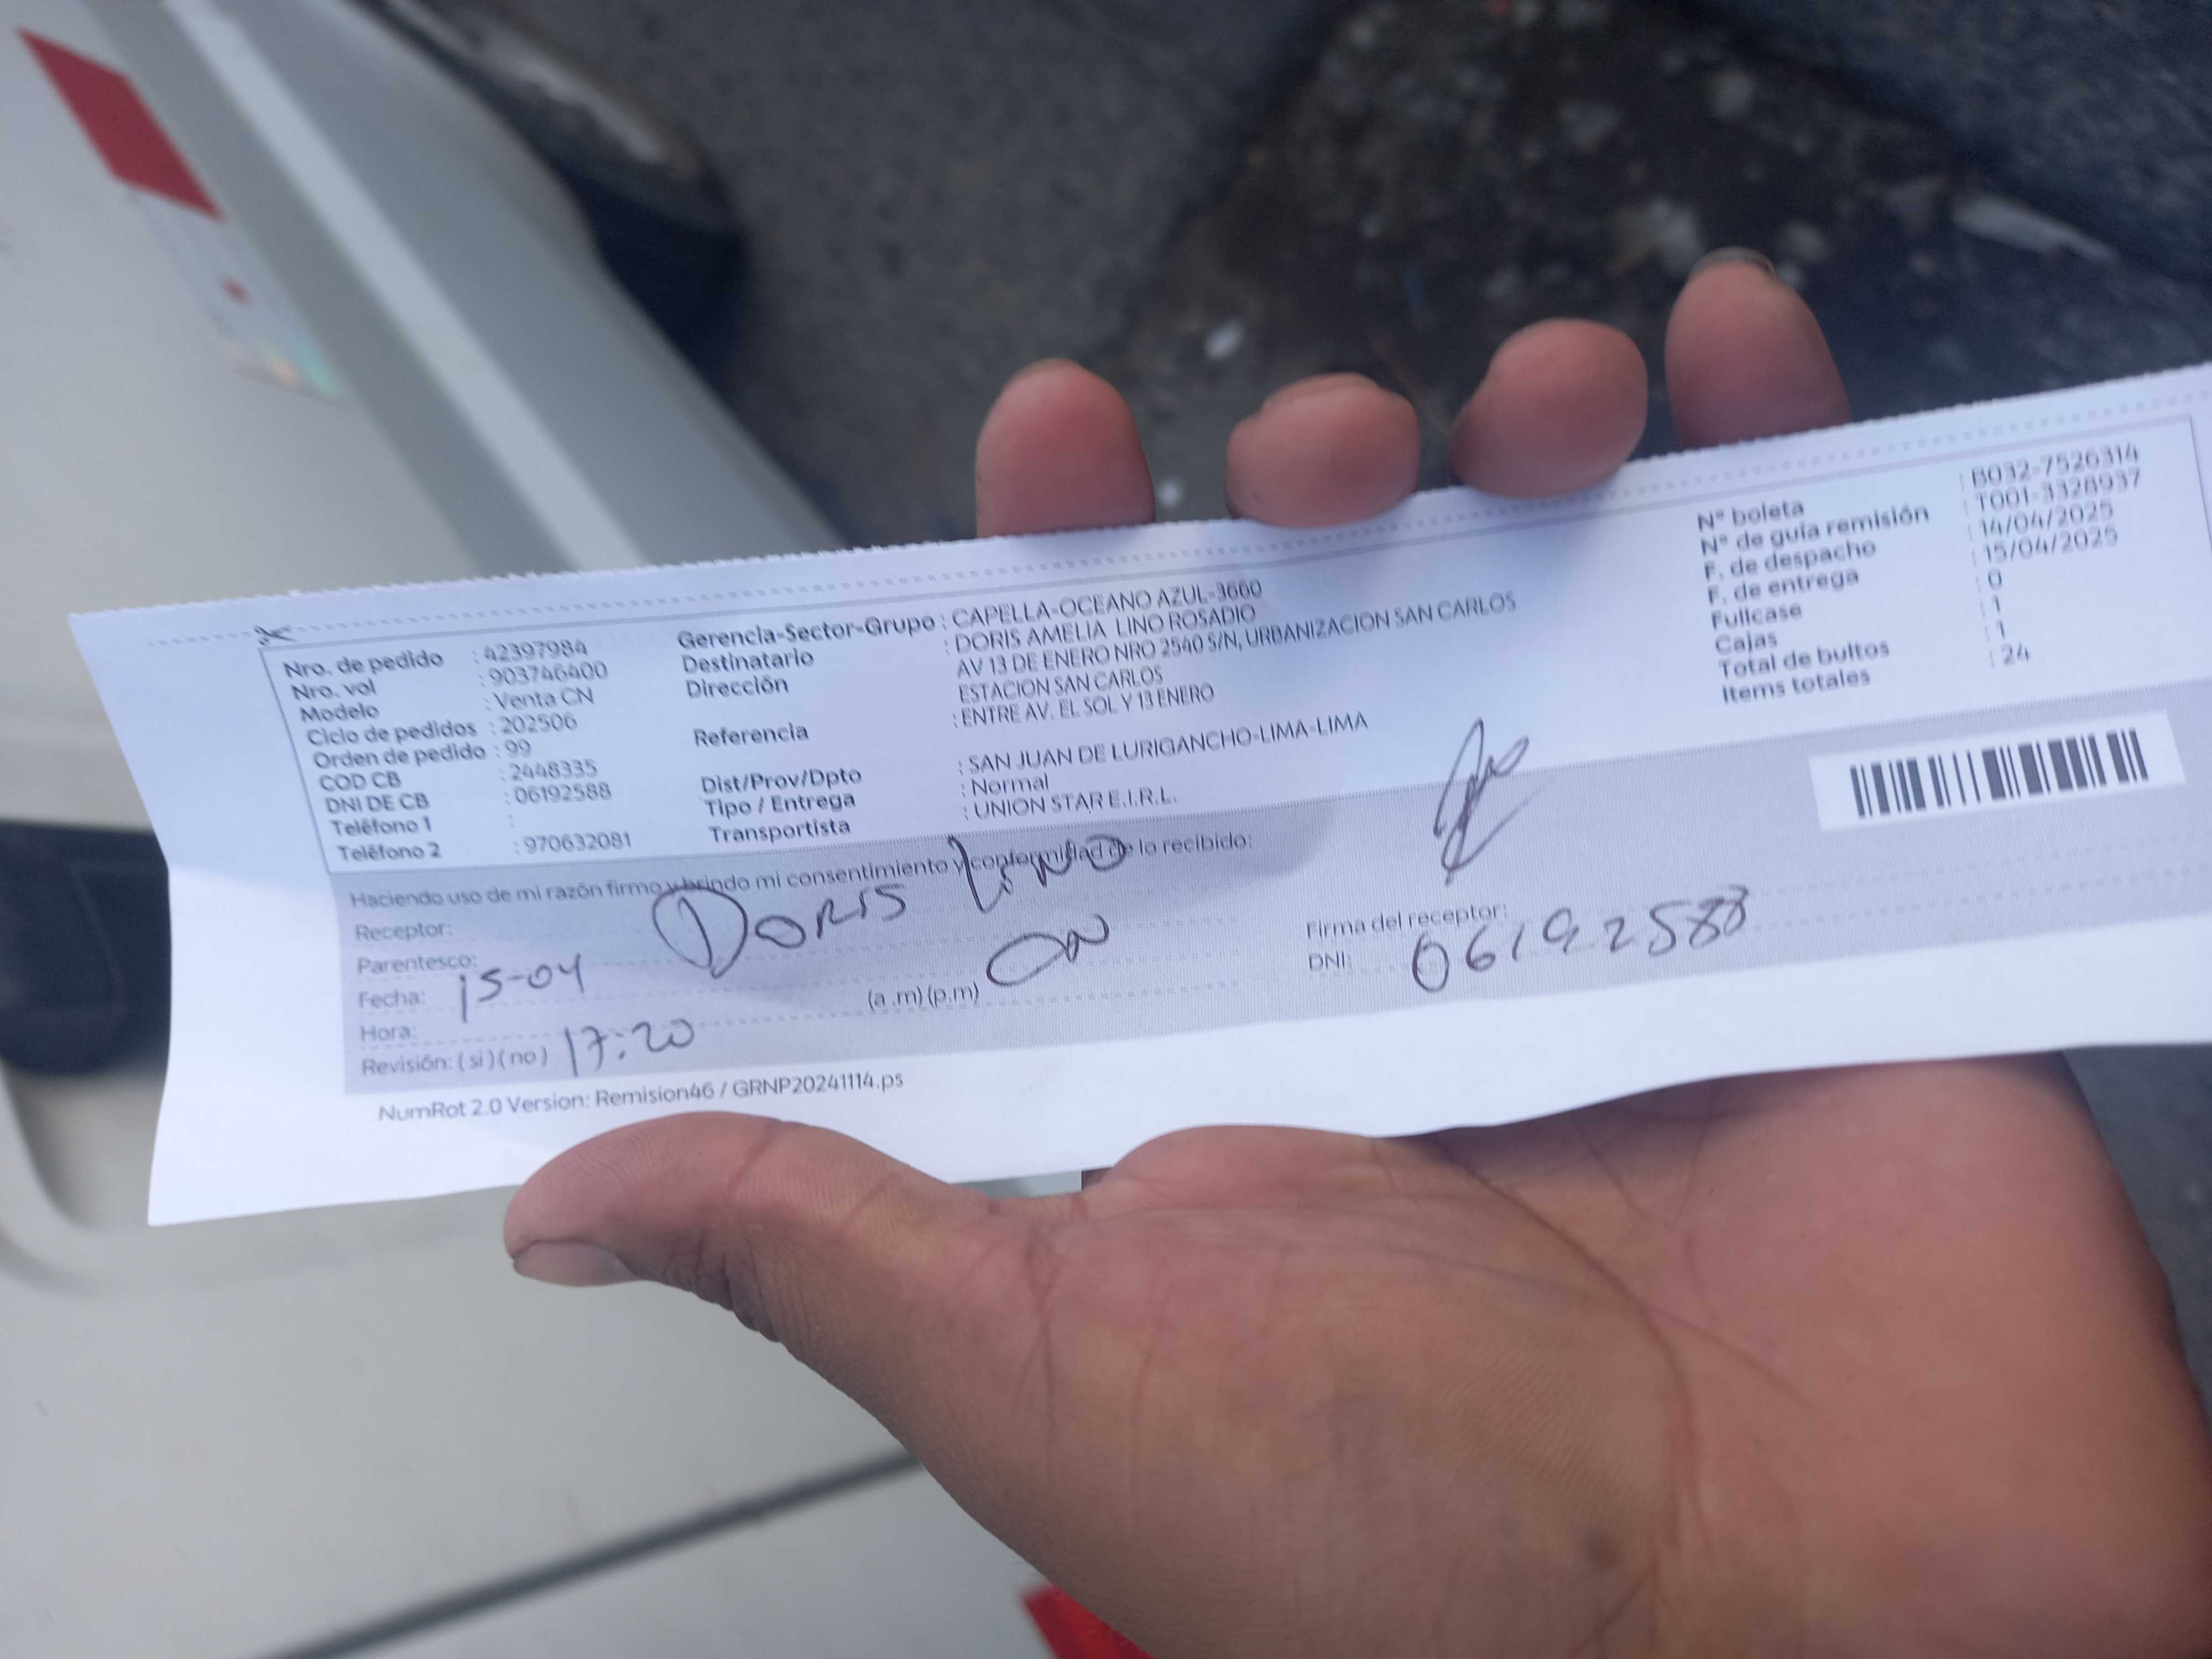 Nro. de pedido : 42397984
Nro. vol : 903746400
Modelo : Venta CN
Ciclo de pedidos : 202506
Orden de pedido : 99
COD CB : 2448335
DNI DE CB : 06192588
Teléfono 1 :
Teléfono 2 : 970632081
Gerencia-Sector-Grupo : CAPELLA-OCEANO AZUL-3660
Destinatario : DORIS AMELIA LINO ROSADIO
Dirección AV 13 DE ENERO NRO 2540 S/N, URBANIZACION SAN CARLOS
ESTACION SAN CARLOS
Referencia : ENTRE AV. EL SOL Y 13 ENERO
Dist/Prov/Dpto : SAN JUAN DE LURIGANCHO-LIMA-LIMA
Tipo / Entrega : Normal
Transportista : UNION STAR E.I.R.L.
N° boleta : B032-7526314
N° de guía remisión : T001-3328937
F. de despacho : 14/04/2025
F. de entrega : 15/04/2025
Fullcase : 0
Cajas : 1
Total de bultos : 1
Items totales : 24
Haciendo uso de mi razón firmo y brindo mi consentimiento y conformidad de lo recibido:
Receptor: DORIS LINO
Parentesco:
Fecha: 15-04
Hora: (a .m) (p.m)
Revisión: ( si ) ( no ) 17:20
Firma del receptor:
DNI: 06192588
NumRot 2.0 Version: Remision46 / GRNP20241114.ps